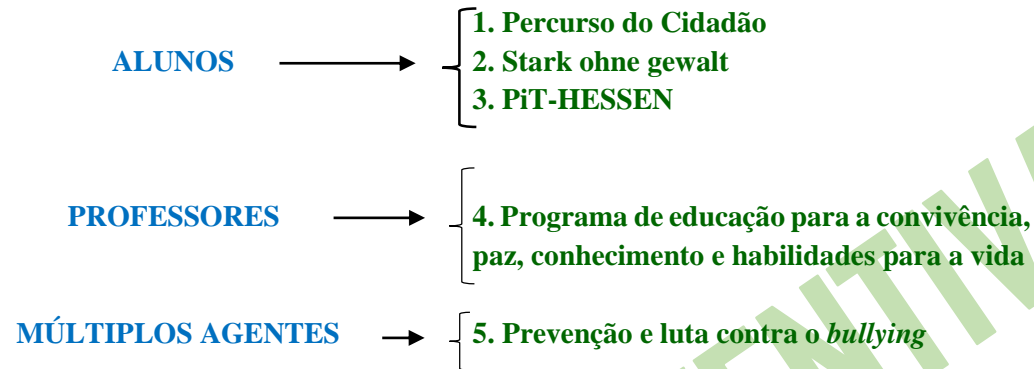 1. Percurso do Cidadão
ALUNOS
2. Stark ohne gewalt
3. PiT-HESSEN
PROFESSORES
4. Programa de educação para a convivência,
paz, conhecimento e habilidades para a vida
MÚLTIPLOS AGENTES
5. Prevenção e luta contra o bullying